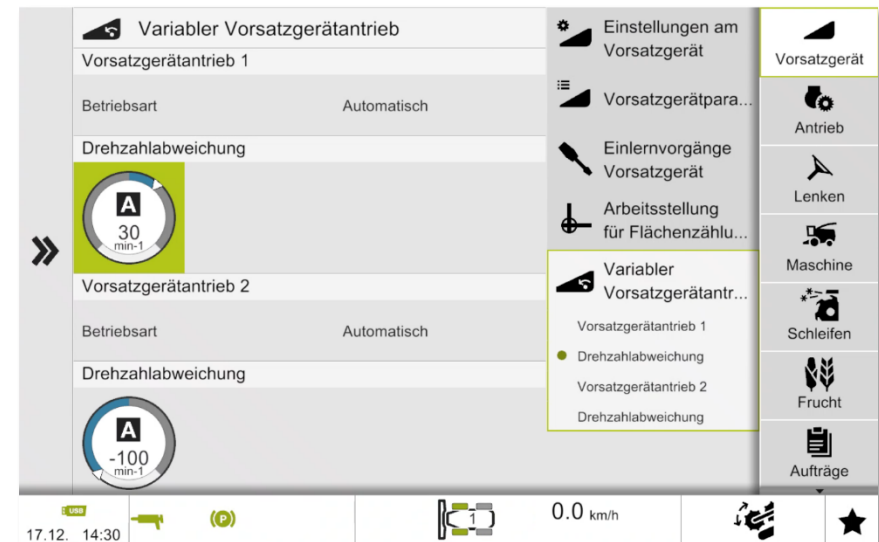 Variabler Vorsatzgerätantrieb
Vorsatzgerätantrieb 1
Betriebsart Automatisch
Drehzahlabweichung
A
30
min-1
Vorsatzgerätantrieb 2
Betriebsart Automatisch
Drehzahlabweichung
A
-100
min-1
Einstellungen am
Vorsatzgerät
Vorsatzgerätpara...
Einlernvorgänge
Vorsatzgerät
Arbeitsstellung
für Flächenzählu...
Variabler
Vorsatzgerätantr...
Vorsatzgerätantrieb 1
Drehzahlabweichung
Vorsatzgerätantrieb 2
Drehzahlabweichung
Vorsatzgerät
Antrieb
Lenken
Maschine
Schleifen
Frucht
Aufträge
USB
17.12. 14:30
(P)
1
0.0 km/h